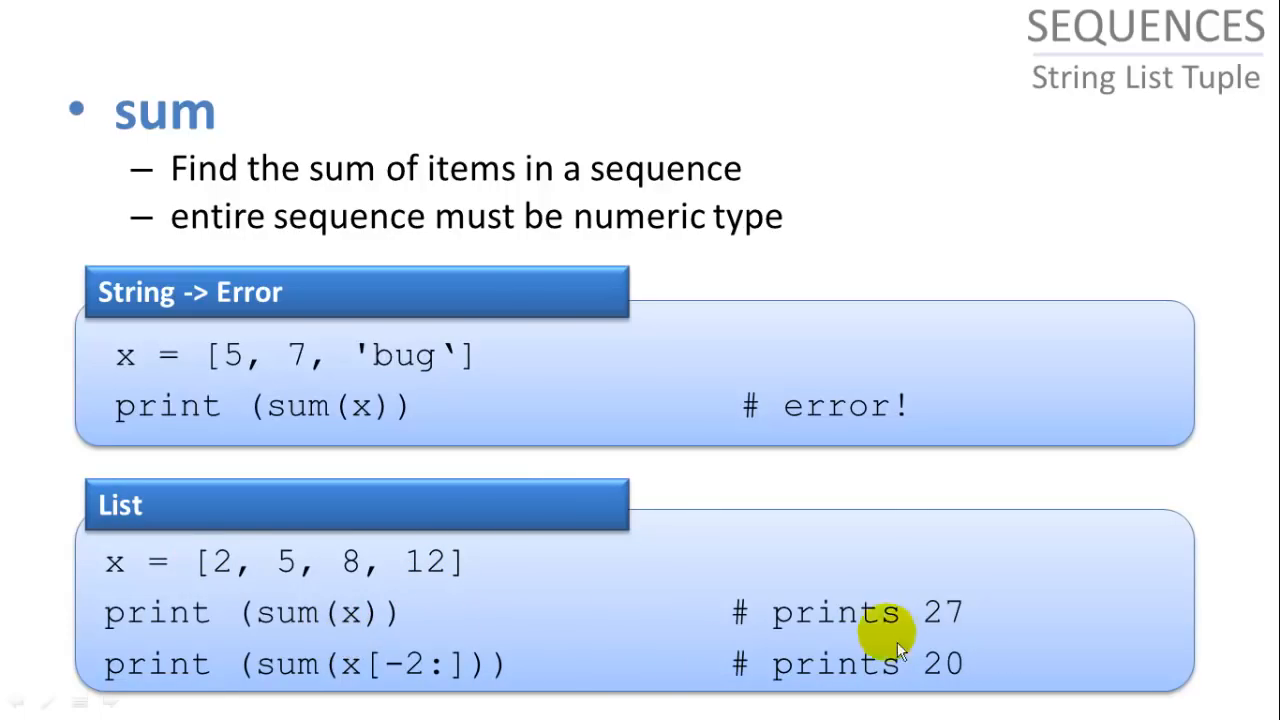 SEQUENCES
String List Tuple
• sum
– Find the sum of items in a sequence
– entire sequence must be numeric type
String -> Error
x = [5, 7, 'bug‘]
print (sum(x)) # error!
List
x = [2, 5, 8, 12]
print (sum(x)) # prints 27
print (sum(x[-2:])) # prints 20